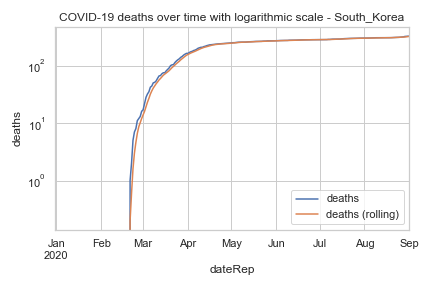 COVID-19 deaths over time with logarithmic scale - South_Korea
deaths
10²
10¹
10⁰
deaths
deaths (rolling)
Jan Feb Mar Apr May Jun Jul Aug Sep
2020
dateRep